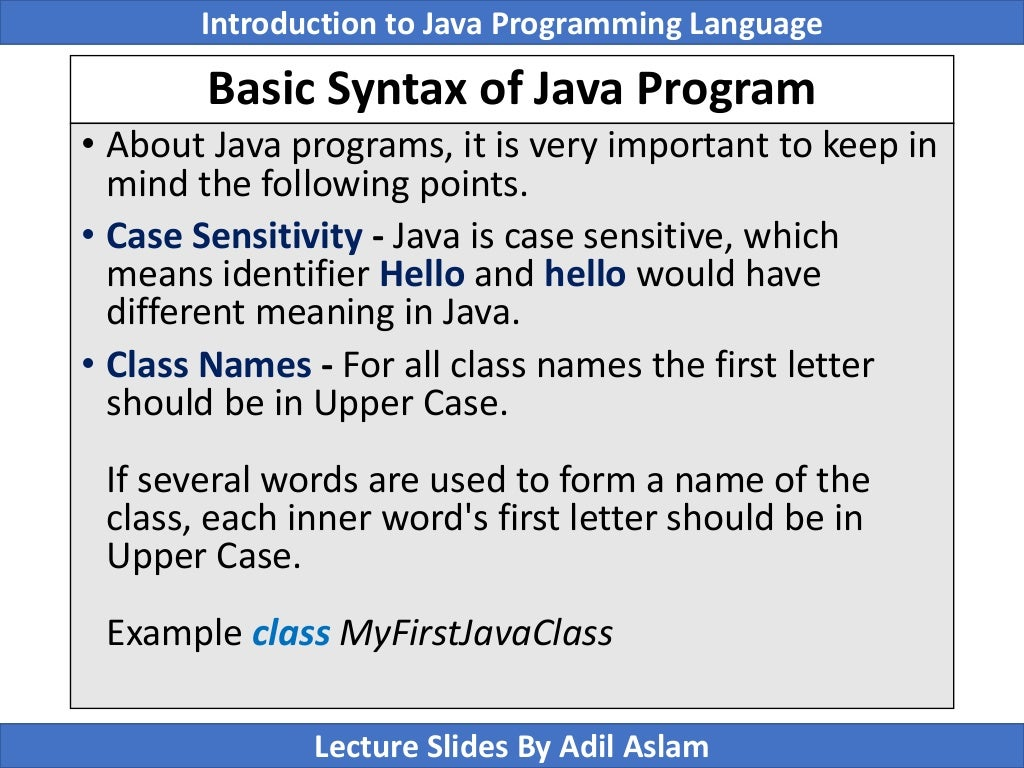 Introduction to Java Programming Language
Basic Syntax of Java Program
• About Java programs, it is very important to keep in
mind the following points.
• Case Sensitivity - Java is case sensitive, which
means identifier Hello and hello would have
different meaning in Java.
• Class Names - For all class names the first letter
should be in Upper Case.
If several words are used to form a name of the
class, each inner word's first letter should be in
Upper Case.
Example class MyFirstJavaClass
Lecture Slides By Adil Aslam